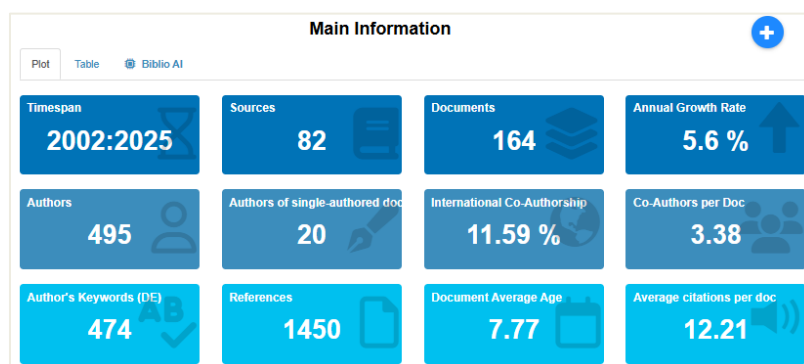 Main Information
Plot Table Biblio AI
Timespan
2002:2025
Sources
82
Documents
164
Annual Growth Rate
5.6 %
Authors
495
Authors of single-authored doc
20
International Co-Authorship
11.59 %
Co-Authors per Doc
3.38
Author's Keywords (DE)
474
AB
References
1450
Document Average Age
7.77
Average citations per doc
12.21